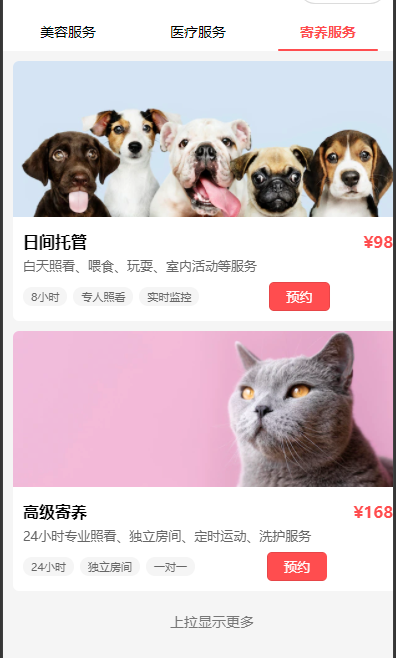 美容服务 医疗服务 寄养服务
日间托管 ¥98
白天照看、喂食、玩耍、室内活动等服务
8小时 专人照看 实时监控 预约
高级寄养 ¥168
24小时专业照看、独立房间、定时运动、洗护服务
24小时 独立房间 一对一 预约
上拉显示更多